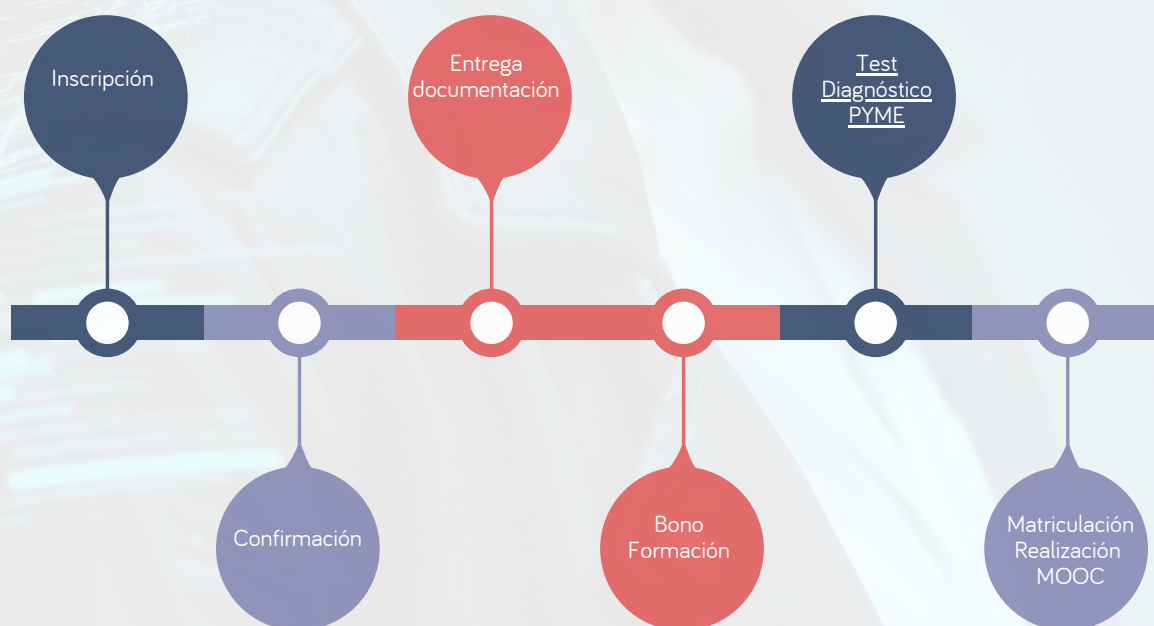 Inscripción
Confirmación
Entrega
documentación
Bono
Formación
Test
Diagnóstico
PYME
Matriculación
Realización
MOOC